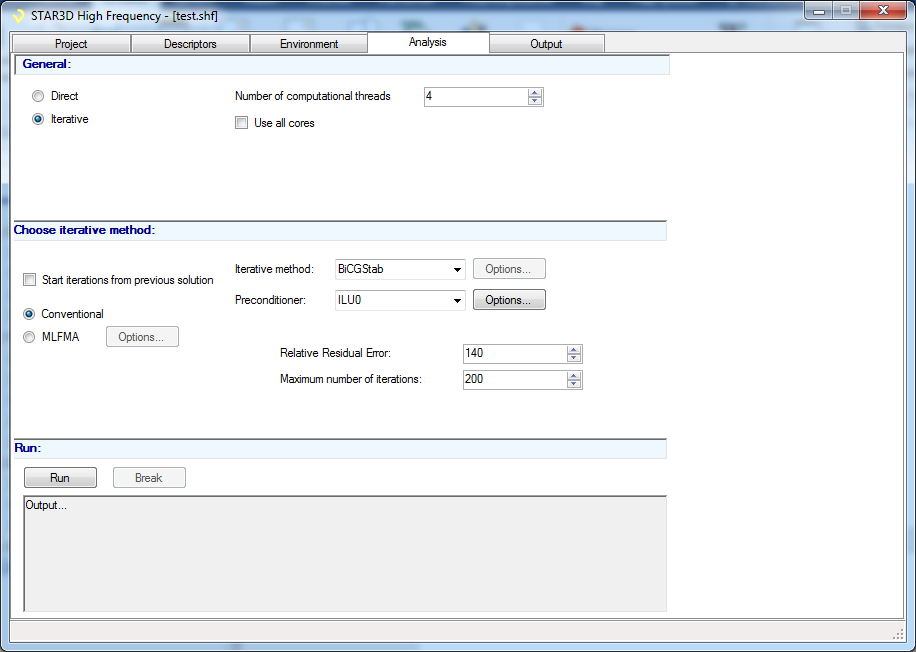 STAR3D High Frequency - [test.shf]
Project Descriptors Environment Analysis Output
General:
Direct Number of computational threads 4
Iterative Use all cores
Choose iterative method:
Iterative method: BiCGStab Options...
Start iterations from previous solution
Preconditioner: ILU0 Options...
Conventional
MLFMA Options...
Relative Residual Error: 140
Maximum number of iterations: 200
Run:
Run Break
Output...